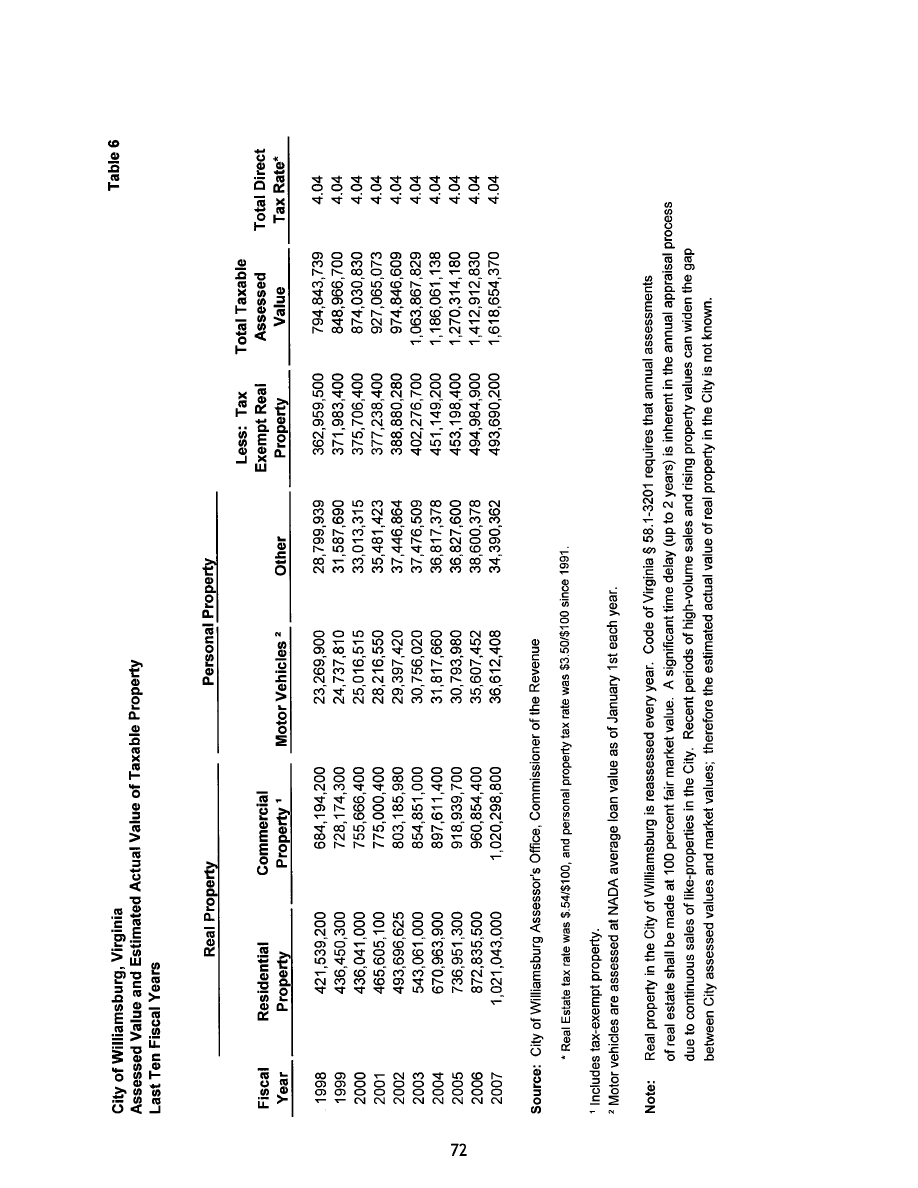 City of Williamsburg, Virginia Table 6
Assessed Value and Estimated Actual Value of Taxable Property
Last Ten Fiscal Years
Real Property Personal Property
Less: Tax Total Taxable
Fiscal Residential Commercial Exempt Real Assessed Total Direct
Year Property Property ¹ Motor Vehicles ² Other Property Value Tax Rate*
1998 421,539,200 684,194,200 23,269,900 28,799,939 362,959,500 794,843,739 4.04
1999 436,450,300 728,174,300 24,737,810 31,587,690 371,983,400 848,966,700 4.04
2000 436,041,000 755,666,400 25,016,515 33,013,315 375,706,400 874,030,830 4.04
2001 465,605,100 775,000,400 28,216,550 35,481,423 377,238,400 927,065,073 4.04
2002 493,696,625 803,185,980 29,397,420 37,446,864 388,880,280 974,846,609 4.04
2003 543,061,000 854,851,000 30,756,020 37,476,509 402,276,700 1,063,867,829 4.04
2004 670,963,900 897,611,400 31,817,660 36,817,378 451,149,200 1,186,061,138 4.04
2005 736,951,300 918,939,700 30,793,980 36,827,600 453,198,400 1,270,314,180 4.04
2006 872,835,500 960,854,400 35,607,452 38,600,378 494,984,900 1,412,912,830 4.04
2007 1,021,043,000 1,020,298,800 36,612,408 34,390,362 493,690,200 1,618,654,370 4.04
Source: City of Williamsburg Assessor's Office, Commissioner of the Revenue
* Real Estate tax rate was $.54/$100, and personal property tax rate was $3.50/$100 since 1991.
¹ Includes tax-exempt property.
² Motor vehicles are assessed at NADA average loan value as of January 1st each year.
Note: Real property in the City of Williamsburg is reassessed every year. Code of Virginia § 58.1-3201 requires that annual assessments
of real estate shall be made at 100 percent fair market value. A significant time delay (up to 2 years) is inherent in the annual appraisal process
due to continuous sales of like-properties in the City. Recent periods of high-volume sales and rising property values can widen the gap
between City assessed values and market values; therefore the estimated actual value of real property in the City is not known.
72